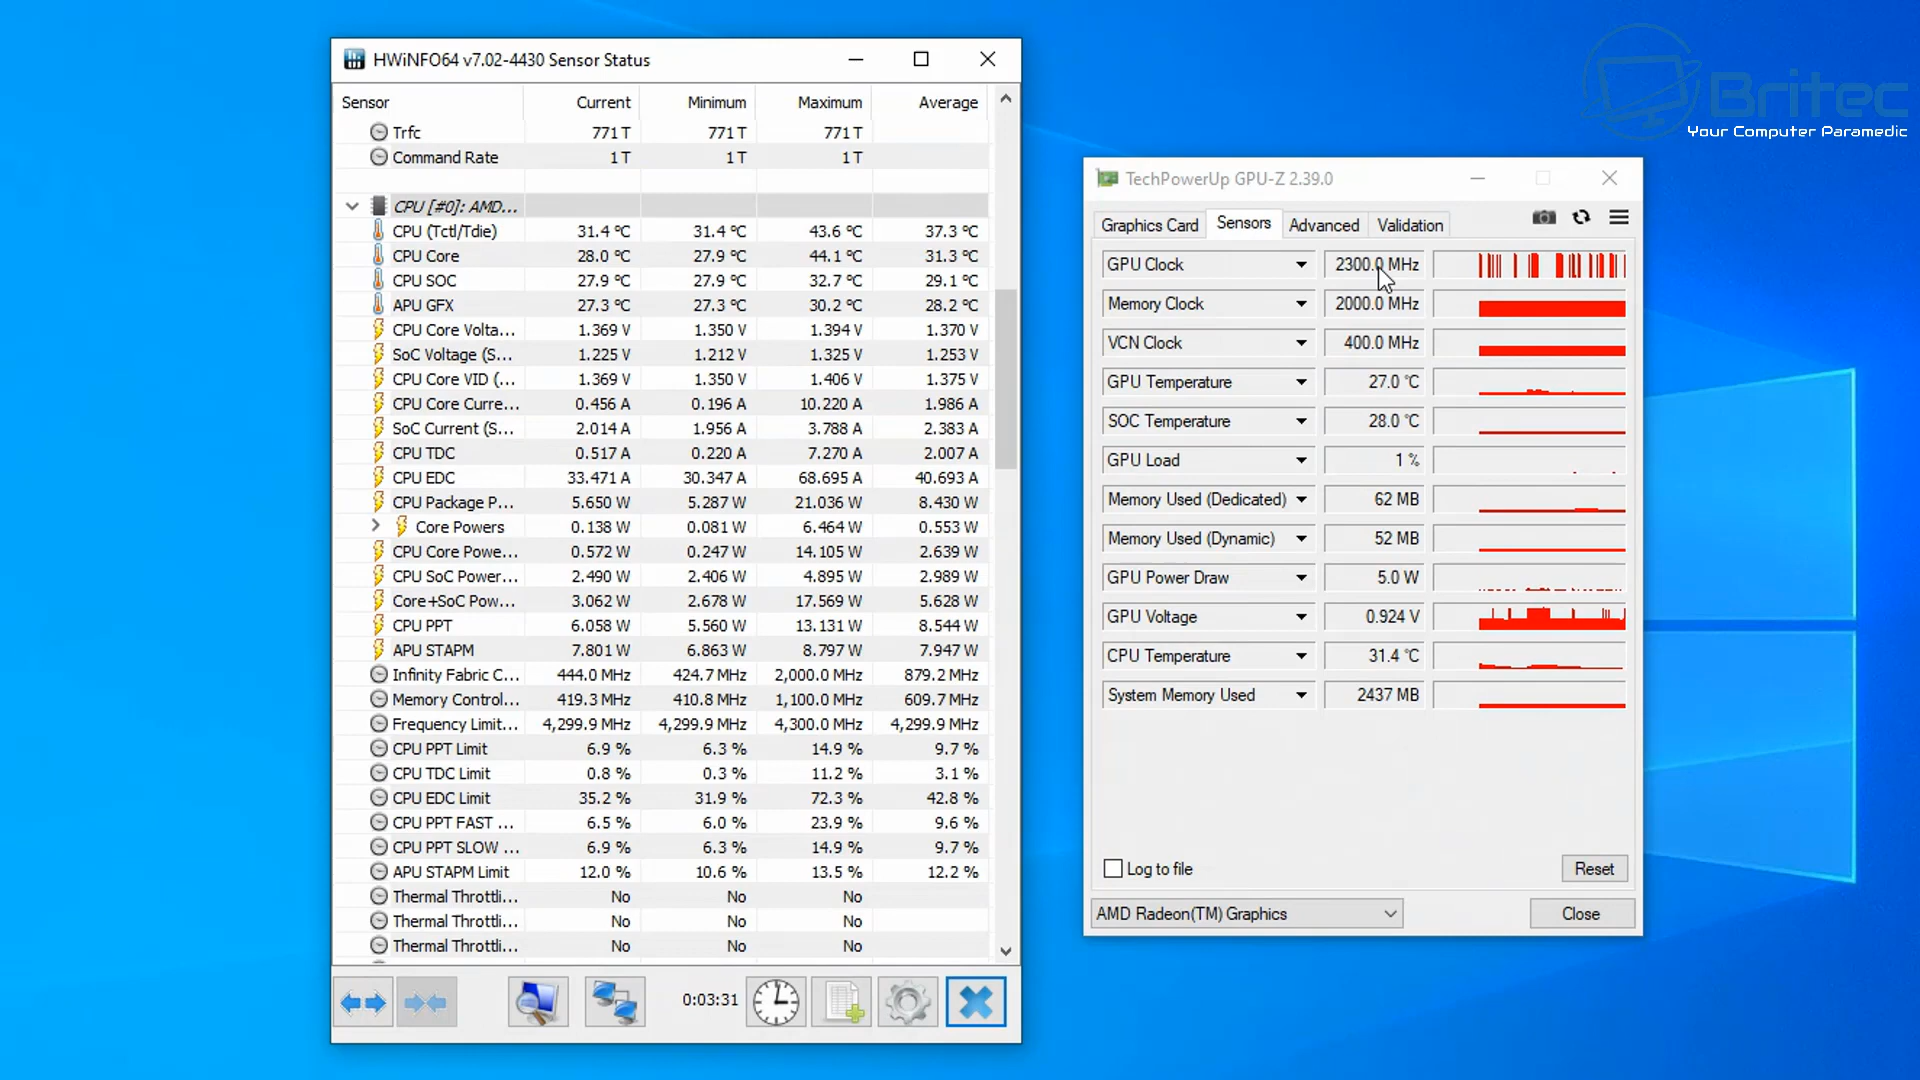 HWiNFO64 v7.02-4430 Sensor Status
Sensor Current Minimum Maximum Average
Trfc 771 T 771 T 771 T
Command Rate 1 T 1 T 1 T
CPU [#0]: AMD...
CPU (Tctl/Tdie) 31.4 °C 31.4 °C 43.6 °C 37.3 °C
CPU Core 28.0 °C 27.9 °C 44.1 °C 31.3 °C
CPU SOC 27.9 °C 27.9 °C 32.7 °C 29.1 °C
APU GFX 27.3 °C 27.3 °C 30.2 °C 28.2 °C
CPU Core Volta... 1.369 V 1.350 V 1.394 V 1.370 V
SoC Voltage (S... 1.225 V 1.212 V 1.325 V 1.253 V
CPU Core VID (... 1.369 V 1.350 V 1.406 V 1.375 V
CPU Core Curre... 0.456 A 0.196 A 10.220 A 1.986 A
SoC Current (S... 2.014 A 1.956 A 3.788 A 2.383 A
CPU TDC 0.517 A 0.220 A 7.270 A 2.007 A
CPU EDC 33.471 A 30.347 A 68.695 A 40.693 A
CPU Package P... 5.650 W 5.287 W 21.036 W 8.430 W
Core Powers 0.138 W 0.081 W 6.464 W 0.553 W
CPU Core Powe... 0.572 W 0.247 W 14.105 W 2.639 W
CPU SoC Power... 2.490 W 2.406 W 4.895 W 2.989 W
Core+SoC Pow... 3.062 W 2.678 W 17.569 W 5.628 W
CPU PPT 6.058 W 5.560 W 13.131 W 8.544 W
APU STAPM 7.801 W 6.863 W 8.797 W 7.947 W
Infinity Fabric C... 444.0 MHz 424.7 MHz 2,000.0 MHz 879.2 MHz
Memory Control... 419.3 MHz 410.8 MHz 1,100.0 MHz 609.7 MHz
Frequency Limit... 4,299.9 MHz 4,299.9 MHz 4,300.0 MHz 4,299.9 MHz
CPU PPT Limit 6.9 % 6.3 % 14.9 % 9.7 %
CPU TDC Limit 0.8 % 0.3 % 11.2 % 3.1 %
CPU EDC Limit 35.2 % 31.9 % 72.3 % 42.8 %
CPU PPT FAST ... 6.5 % 6.0 % 23.9 % 9.6 %
CPU PPT SLOW ... 6.9 % 6.3 % 14.9 % 9.7 %
APU STAPM Limit 12.0 % 10.6 % 13.5 % 12.2 %
Thermal Throttli... No No No
Thermal Throttli... No No No
Thermal Throttli... No No No
0:03:31
Britec
Your Computer Paramedic
TechPowerUp GPU-Z 2.39.0
Graphics Card Sensors Advanced Validation
GPU Clock 2300.0 MHz
Memory Clock 2000.0 MHz
VCN Clock 400.0 MHz
GPU Temperature 27.0 °C
SOC Temperature 28.0 °C
GPU Load 1 %
Memory Used (Dedicated) 62 MB
Memory Used (Dynamic) 52 MB
GPU Power Draw 5.0 W
GPU Voltage 0.924 V
CPU Temperature 31.4 °C
System Memory Used 2437 MB
Log to file Reset
AMD Radeon(TM) Graphics Close